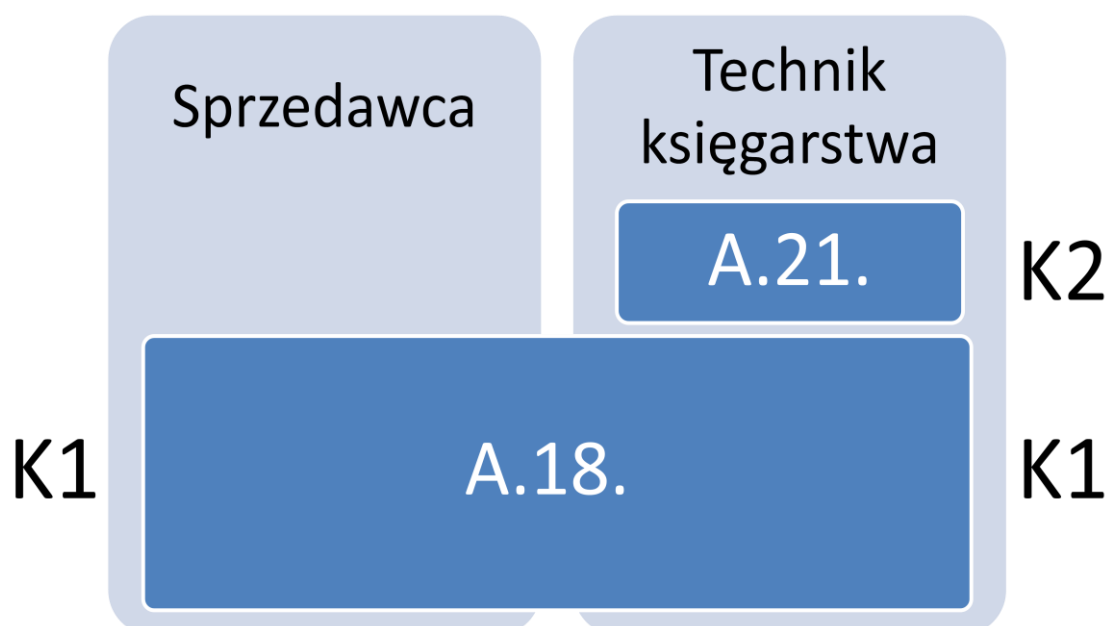 Sprzedawca
Technik
księgarstwa
A.21.
K2
K1
A.18.
K1